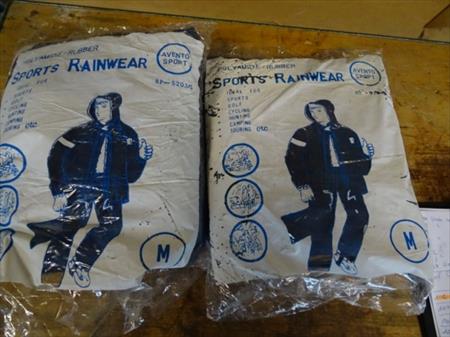 POLYAMIDE-RUBBER
SPORTS RAINWEAR
AVENTO
SPORT
IDEAL FOR
SPORTS
GOLF
CYCLING
HUNTING
CAMPING
TOURING etc.
M
POLYAMIDE-RUBBER
SPORTS RAINWEAR
AVENTO
SPORT
IDEAL FOR
SPORTS
GOLF
CYCLING
HUNTING
CAMPING
TOURING etc.
M